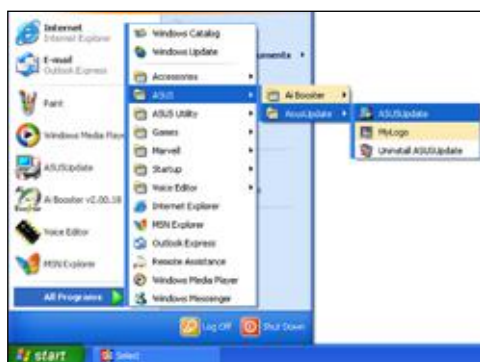 Internet
Internet Explorer
E-mail
Outlook Express
Paint
Windows Media Player
ASUSUpdate
Ai Booster v2.00.18
Voice Editor
MSN Explorer
All Programs
Windows Catalog
Windows Update
Accessories
ASUS
ASUS Utility
Games
Marvell
Startup
Voice Editor
Internet Explorer
MSN Explorer
Outlook Express
Remote Assistance
Windows Media Player
Windows Messenger
uments
Ai Booster
AsusUpdate
ASUSUpdate
MyLogo
Uninstall ASUSUpdate
Log Off
Shut Down
start
Select